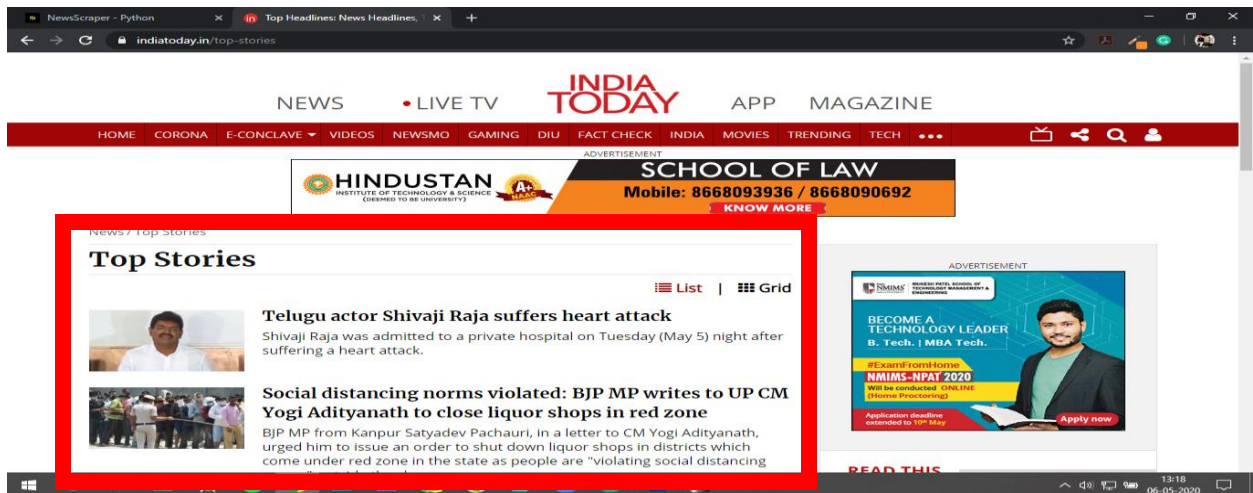 NewsScraper - Python
Top Headlines: News Headlines,
indiatoday.in/top-stories
NEWS
LIVE TV
INDIA
TODAY
APP
MAGAZINE
HOME CORONA E-CONCLAVE VIDEOS NEWSMO GAMING DIU FACT CHECK INDIA MOVIES TRENDING TECH
ADVERTISEMENT
HINDUSTAN
INSTITUTE OF TECHNOLOGY & SCIENCE
(DEEMED TO BE UNIVERSITY)
A+
NAAC
SCHOOL OF LAW
Mobile: 8668093936 / 8668090692
KNOW MORE
News / Top Stories
Top Stories
List | Grid
Telugu actor Shivaji Raja suffers heart attack
Shivaji Raja was admitted to a private hospital on Tuesday (May 5) night after
suffering a heart attack.
Social distancing norms violated: BJP MP writes to UP CM
Yogi Adityanath to close liquor shops in red zone
BJP MP from Kanpur Satyadev Pachauri, in a letter to CM Yogi Adityanath,
urged him to issue an order to shut down liquor shops in districts which
come under red zone in the state as people are "violating social distancing
ADVERTISEMENT
NMIMS
MUKESH PATEL SCHOOL OF
TECHNOLOGY MANAGEMENT &
ENGINEERING
BECOME A
TECHNOLOGY LEADER
B. Tech. | MBA Tech.
#ExamFromHome
NMIMS-NPAT 2020
Will be conducted ONLINE
(Home Proctoring)
Application deadline
extended to 10th May
Apply now
READ THIS
13:18
06-05-2020